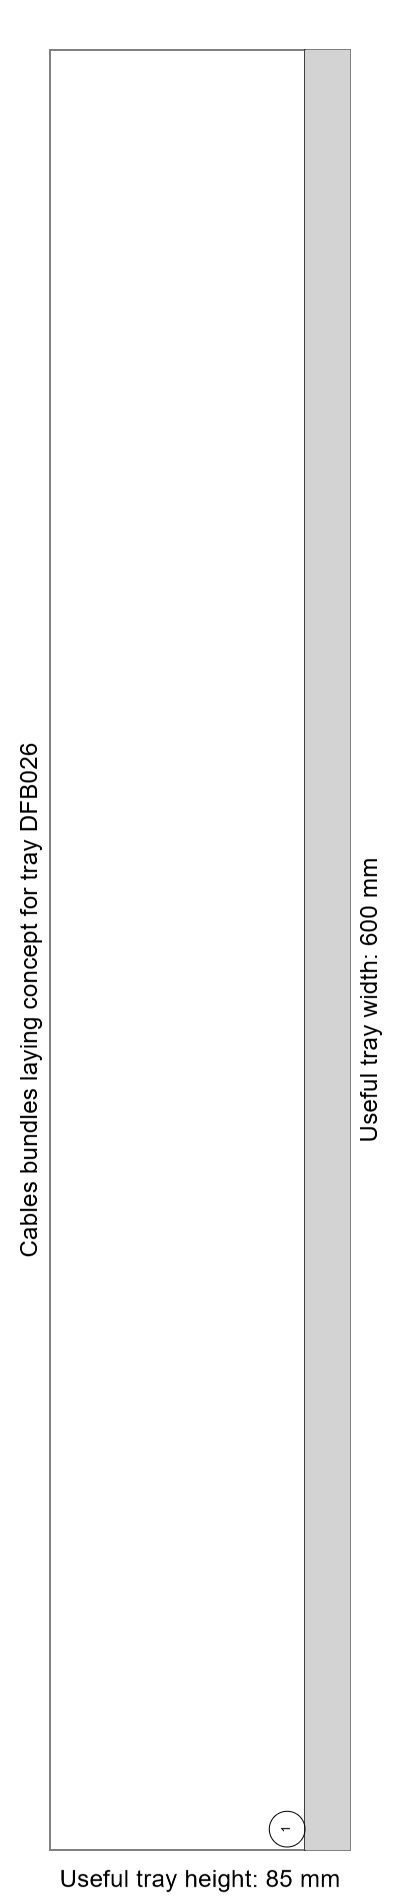 Cables bundles laying concept for tray DFB026
Useful tray width: 600 mm
1
Useful tray height: 85 mm